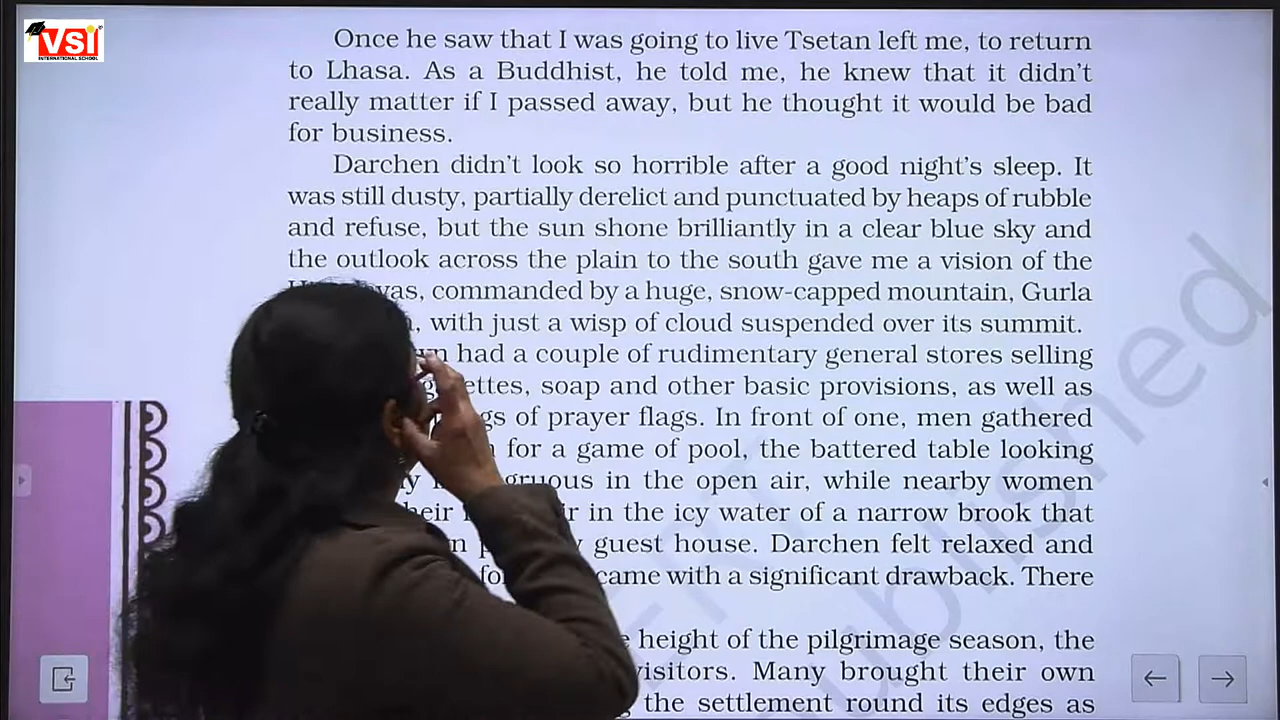 VSI
INTERNATIONAL SCHOOL
Once he saw that I was going to live Tsetan left me, to return
to Lhasa. As a Buddhist, he told me, he knew that it didn't
really matter if I passed away, but he thought it would be bad
for business.
Darchen didn't look so horrible after a good night's sleep. It
was still dusty, partially derelict and punctuated by heaps of rubble
and refuse, but the sun shone brilliantly in a clear blue sky and
the outlook across the plain to the south gave me a vision of the
commanded by a huge, snow-capped mountain, Gurla
with just a wisp of cloud suspended over its summit.
had a couple of rudimentary general stores selling
soap and other basic provisions, as well as
of prayer flags. In front of one, men gathered
for a game of pool, the battered table looking
in the open air, while nearby women
in the icy water of a narrow brook that
guest house. Darchen felt relaxed and
came with a significant drawback. There
height of the pilgrimage season, the
visitors. Many brought their own
the settlement round its edges as
ublished